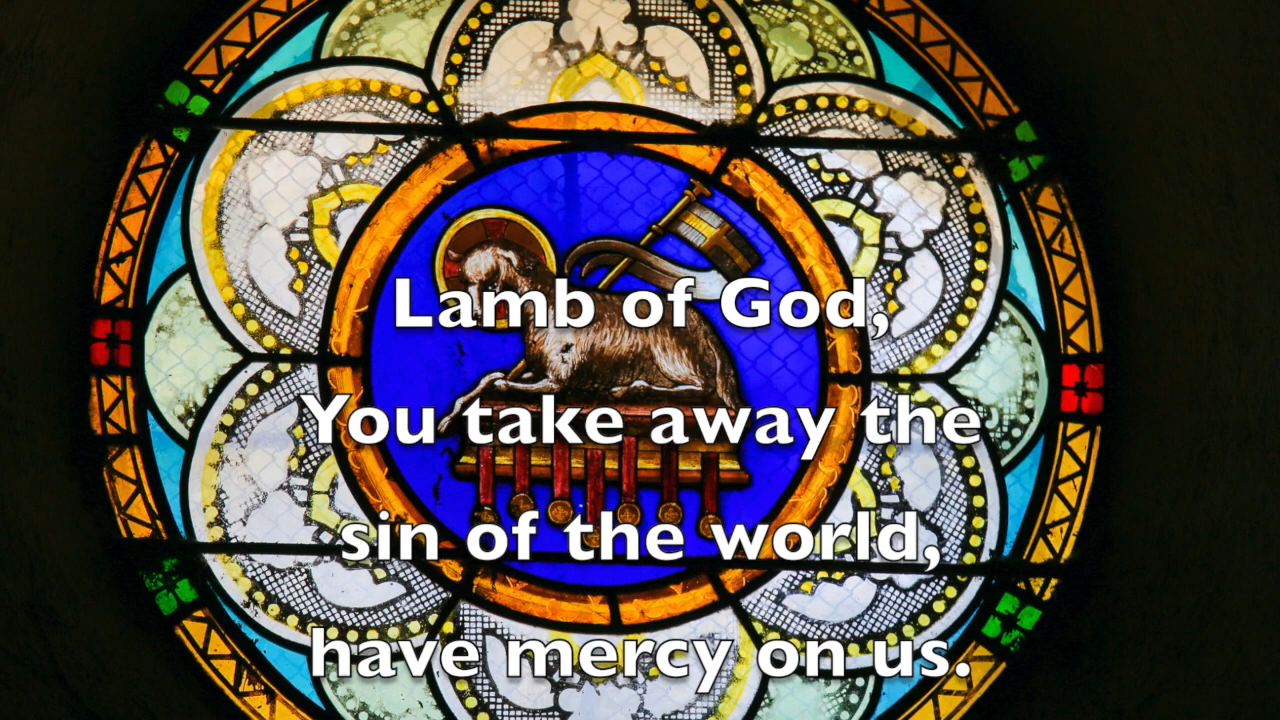 Lamb of God,
You take away the
sin of the world,
have mercy on us.